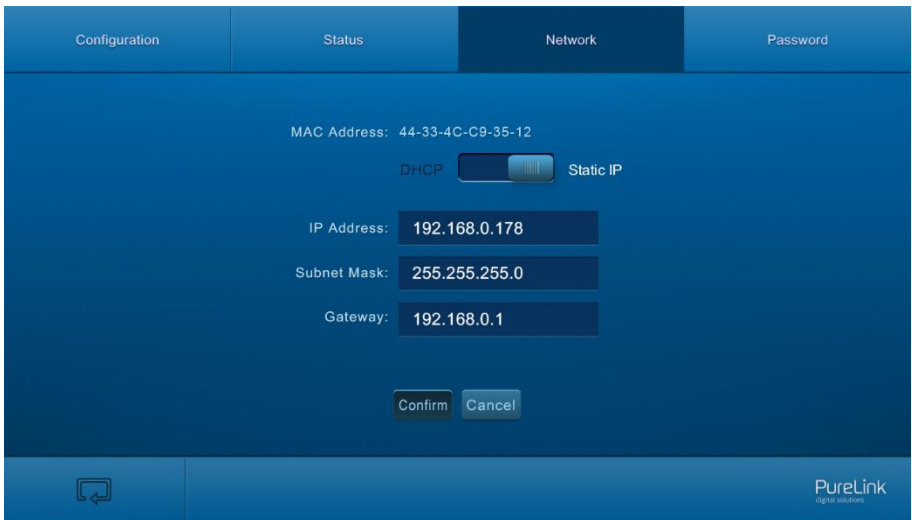 Configuration Status Network Password
MAC Address: 44-33-4C-C9-35-12
DHCP Static IP
IP Address: 192.168.0.178
Subnet Mask: 255.255.255.0
Gateway: 192.168.0.1
Confirm Cancel
PureLink
digital solutions